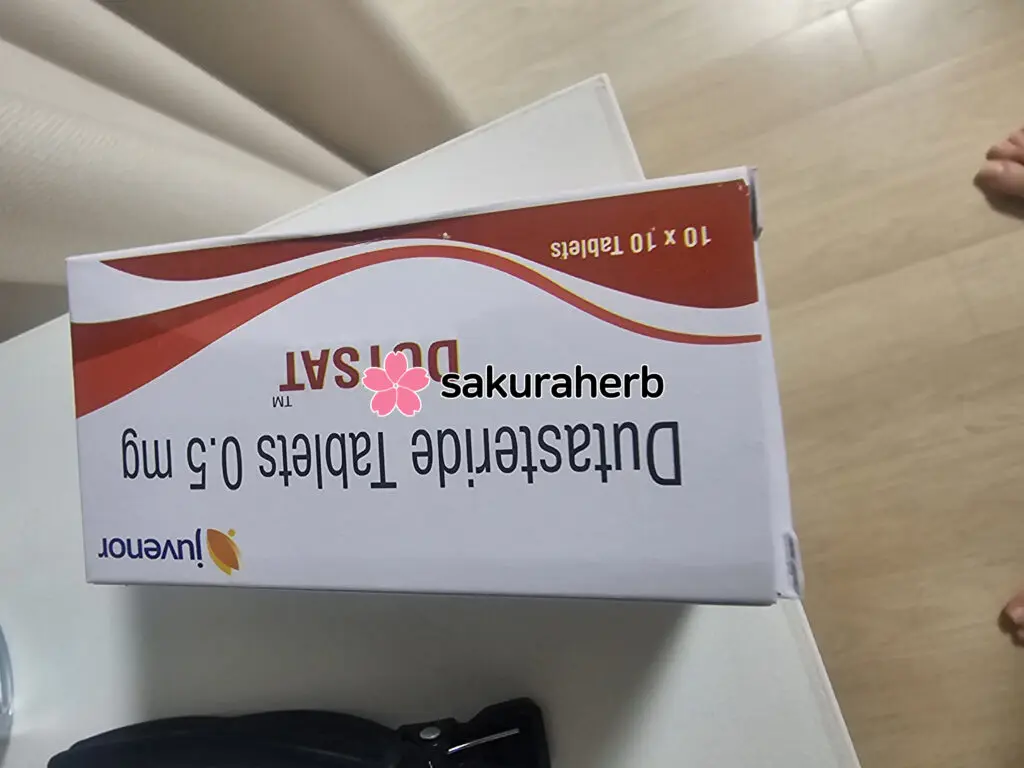 10 x 10 Tablets
DUTSAT
TM
sakuraherb
Dutasteride Tablets 0.5 mg
juvenor